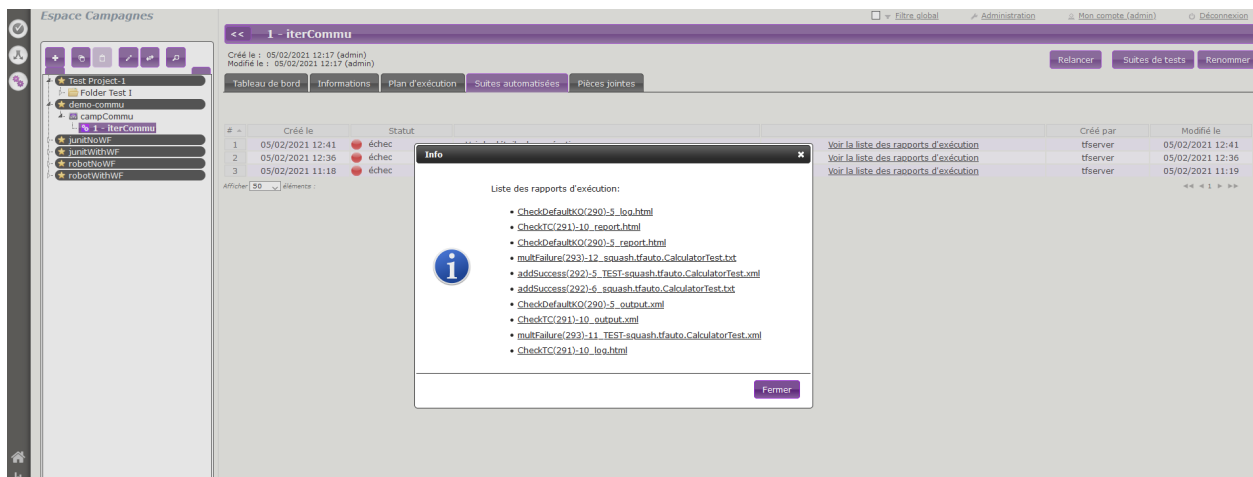 Espace Campagnes
Filtre global
Administration
Mon compte (admin)
Déconnexion
<< 1 - iterCommu
Créé le : 05/02/2021 12:17 (admin)
Modifié le : 05/02/2021 12:17 (admin)
Relancer
Suites de tests
Renommer
Tableau de bord
Informations
Plan d'exécution
Suites automatisées
Pièces jointes
Test Project-1
Folder Test I
demo-commu
campCommu
1 - iterCommu
junitNoWF
junitWithWF
robotNoWF
robotWithWF
# Créé le Statut Créé par Modifié le
1 05/02/2021 12:41 échec Voir la liste des rapports d'exécution tfserver 05/02/2021 12:41
2 05/02/2021 12:36 échec Voir la liste des rapports d'exécution tfserver 05/02/2021 12:36
3 05/02/2021 11:18 échec Voir la liste des rapports d'exécution tfserver 05/02/2021 11:19
Afficher 50 éléments :
1
Info
Liste des rapports d'exécution:
CheckDefaultKO(290)-5_log.html
CheckTC(291)-10_report.html
CheckDefaultKO(290)-5_report.html
multFailure(293)-12_squash.tfauto.CalculatorTest.txt
addSuccess(292)-5_TEST-squash.tfauto.CalculatorTest.xml
addSuccess(292)-6_squash.tfauto.CalculatorTest.txt
CheckDefaultKO(290)-5_output.xml
CheckTC(291)-10_output.xml
multFailure(293)-11_TEST-squash.tfauto.CalculatorTest.xml
CheckTC(291)-10_log.html
Fermer